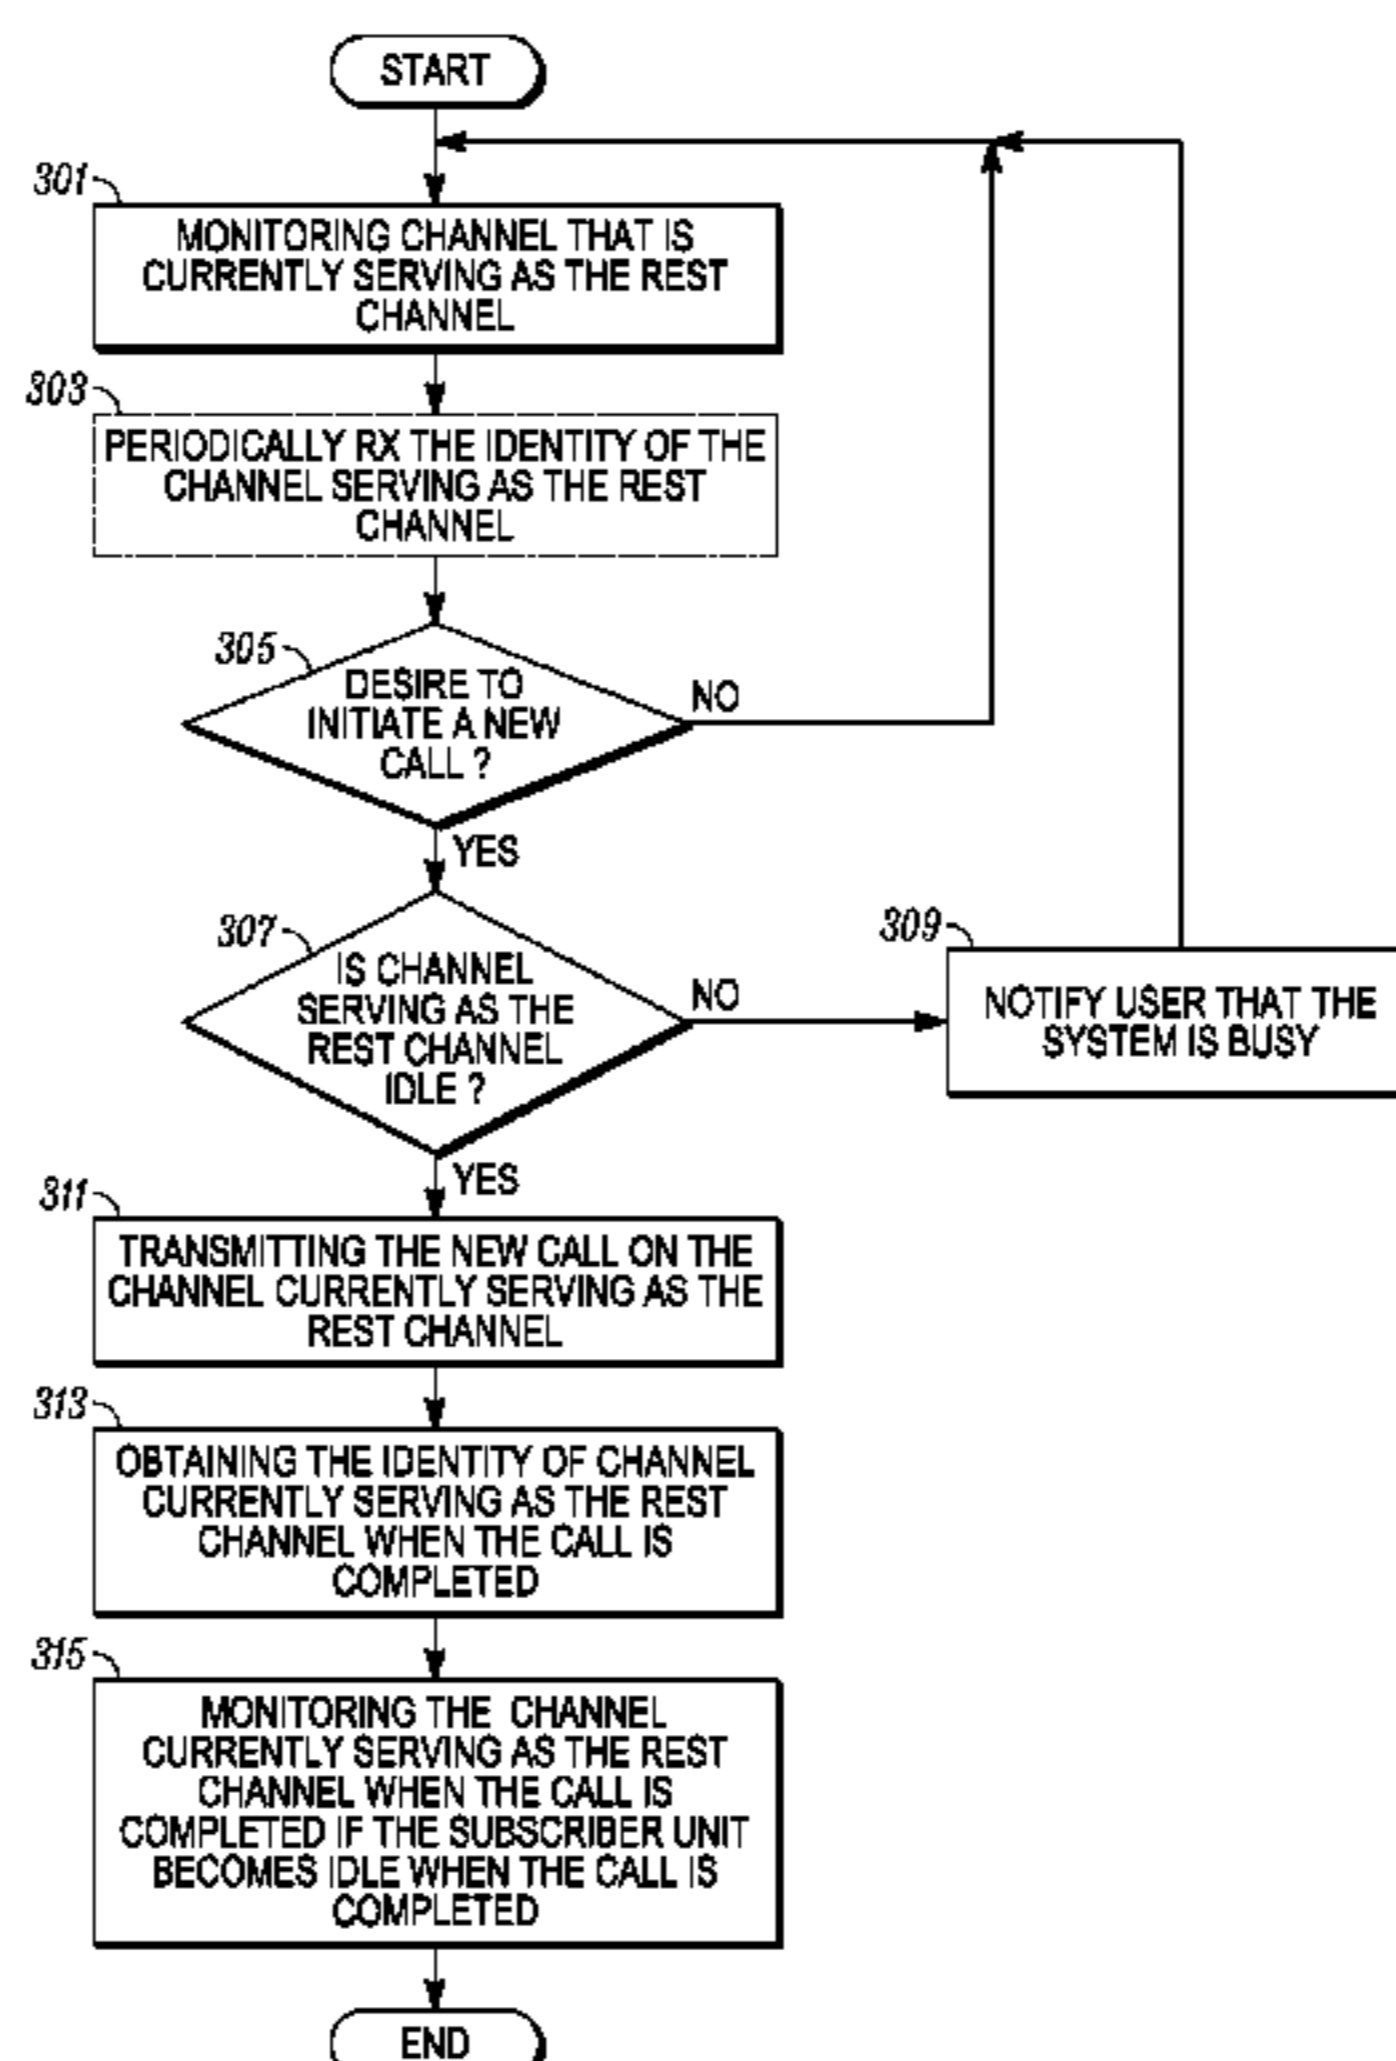 START
301
MONITORING CHANNEL THAT IS
CURRENTLY SERVING AS THE REST
CHANNEL
303
PERIODICALLY RX THE IDENTITY OF THE
CHANNEL SERVING AS THE REST
CHANNEL
305
DESIRE TO
INITIATE A NEW
CALL ?
NO
YES
307
IS CHANNEL
SERVING AS THE
REST CHANNEL
IDLE ?
NO
309
NOTIFY USER THAT THE
SYSTEM IS BUSY
YES
311
TRANSMITTING THE NEW CALL ON THE
CHANNEL CURRENTLY SERVING AS THE
REST CHANNEL
313
OBTAINING THE IDENTITY OF CHANNEL
CURRENTLY SERVING AS THE REST
CHANNEL WHEN THE CALL IS
COMPLETED
315
MONITORING THE CHANNEL
CURRENTLY SERVING AS THE REST
CHANNEL WHEN THE CALL IS
COMPLETED IF THE SUBSCRIBER UNIT
BECOMES IDLE WHEN THE CALL IS
COMPLETED
END